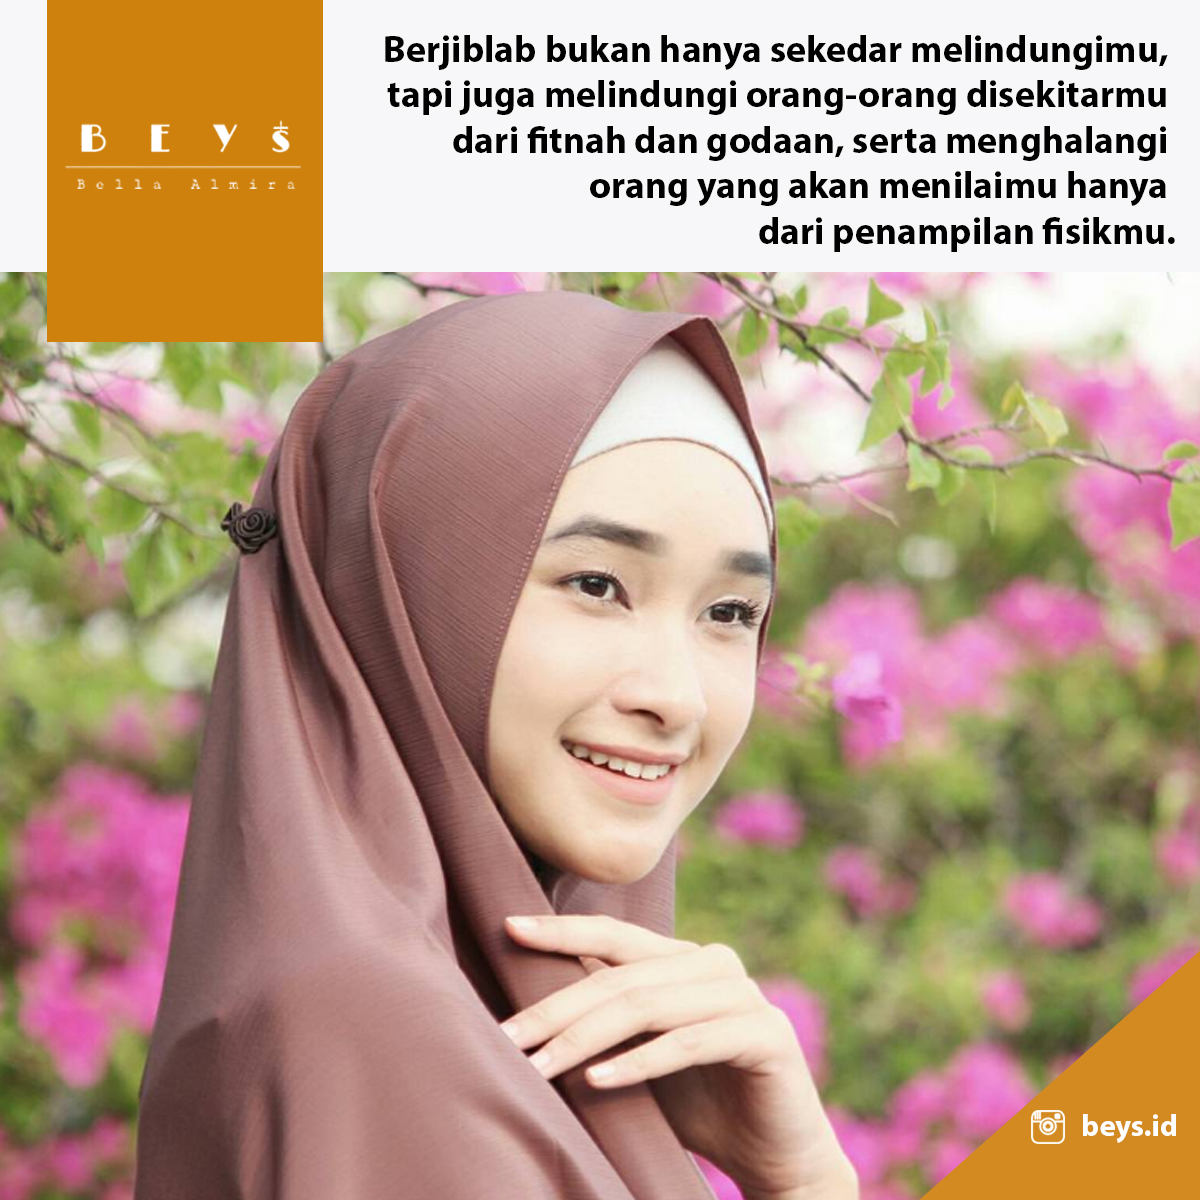 BEYS
Bella Almira
Berjiblab bukan hanya sekedar melindungimu,
tapi juga melindungi orang-orang disekitarmu
dari fitnah dan godaan, serta menghalangi
orang yang akan menilaimu hanya
dari penampilan fisikmu.
beys.id